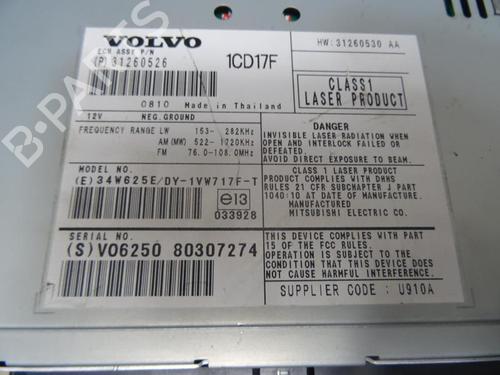 VOLVO
ECM ASSY P/N
(P) 31260526
1CD17F
HW: 31260530 AA
CLASS1
LASER PRODUCT
0810 Made in Thailand
12V NEG.GROUND
FREQUENCY RANGE LW 153- 282KHz
AM(MW) 522-1720KHz
FM 76.0-108.0MHz
MODEL NO.
(E)34W625E/DY-1VW717F-T
e13
033928
SERIAL NO.
(S)V06250 80307274
DANGER
INVISIBLE LASER RADIATION WHEN
OPEN AND INTERLOCK FAILED OR
DEFEATED.
AVOID DIRECT EXPOSURE TO BEAM.
CLASS 1 LASER PRODUCT
PRODUCT COMPLIES WITH DHHS
RULES 21 CFR SUBCHAPTER J PART
1040:10 AT DATE OF MANUFACTURE.
MANUFACTURED
MITSUBISHI ELECTRIC CO.
THIS DEVICE COMPLIES WITH PART
15 OF THE FCC RULES.
OPERATION IS SUBJECT TO THE
CONDITION THAT THIS DEVICE DOES
NOT CAUSE HARMFUL INTERFERENCE.
SUPPLIER CODE : U910A
B-PARTS